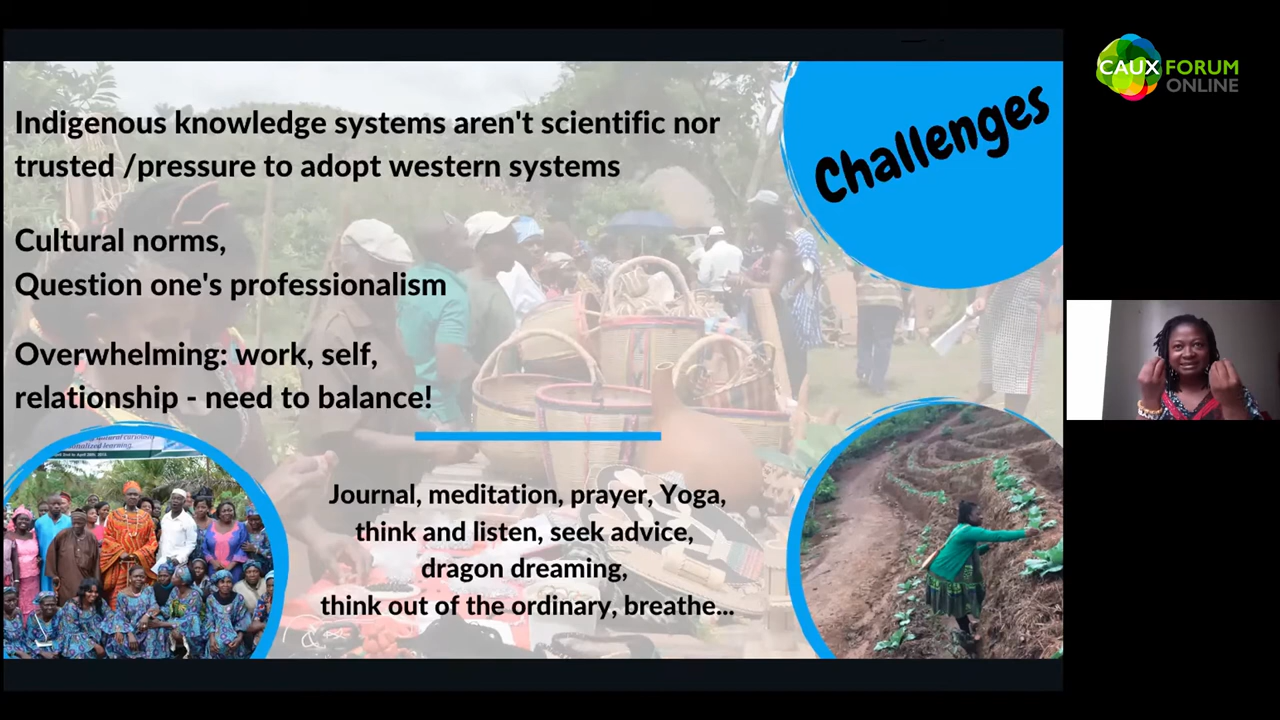 CAUX FORUM
ONLINE
Challenges
Indigenous knowledge systems aren't scientific nor
trusted /pressure to adopt western systems
Cultural norms,
Question one's professionalism
Overwhelming: work, self,
relationship - need to balance!
Journal, meditation, prayer, Yoga,
think and listen, seek advice,
dragon dreaming,
think out of the ordinary, breathe...